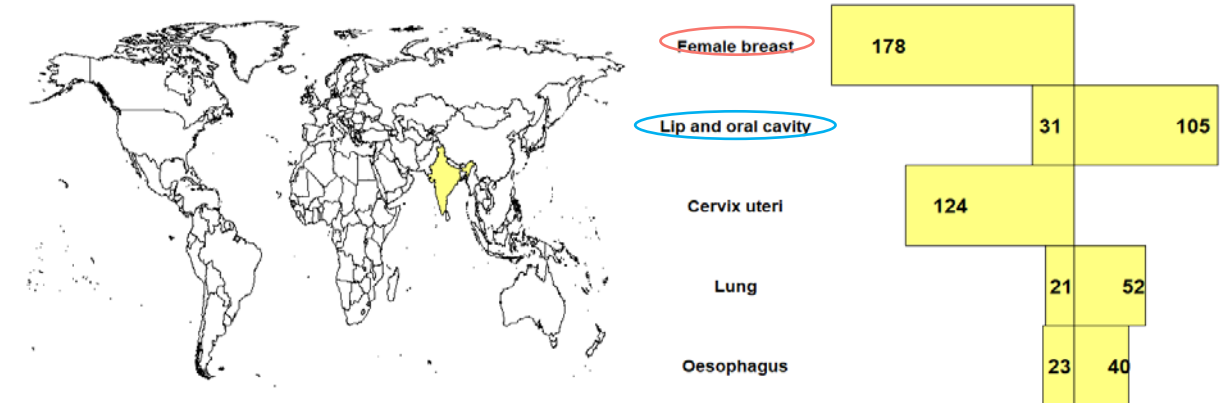 Female breast 178
Lip and oral cavity 31 105
Cervix uteri 124
Lung 21 52
Oesophagus 23 40